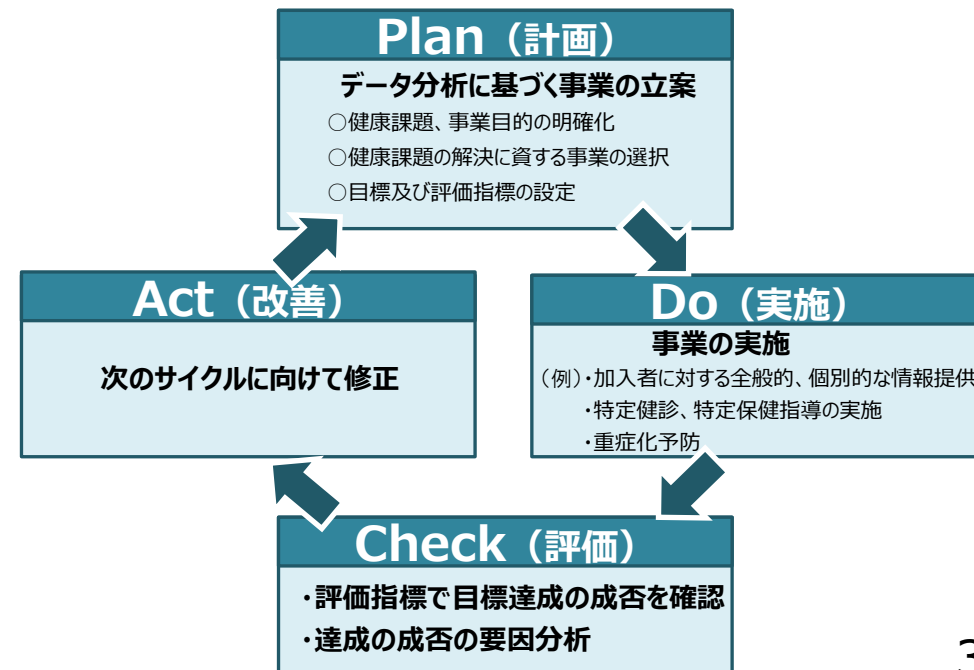 Plan（計画）
データ分析に基づく事業の立案
○健康課題、事業目的の明確化
○健康課題の解決に資する事業の選択
○目標及び評価指標の設定
Act（改善）
次のサイクルに向けて修正
Do（実施）
事業の実施
（例）・加入者に対する全般的、個別的な情報提供
・特定健診、特定保健指導の実施
・重症化予防
Check（評価）
・評価指標で目標達成の成否を確認
・達成の成否の要因分析